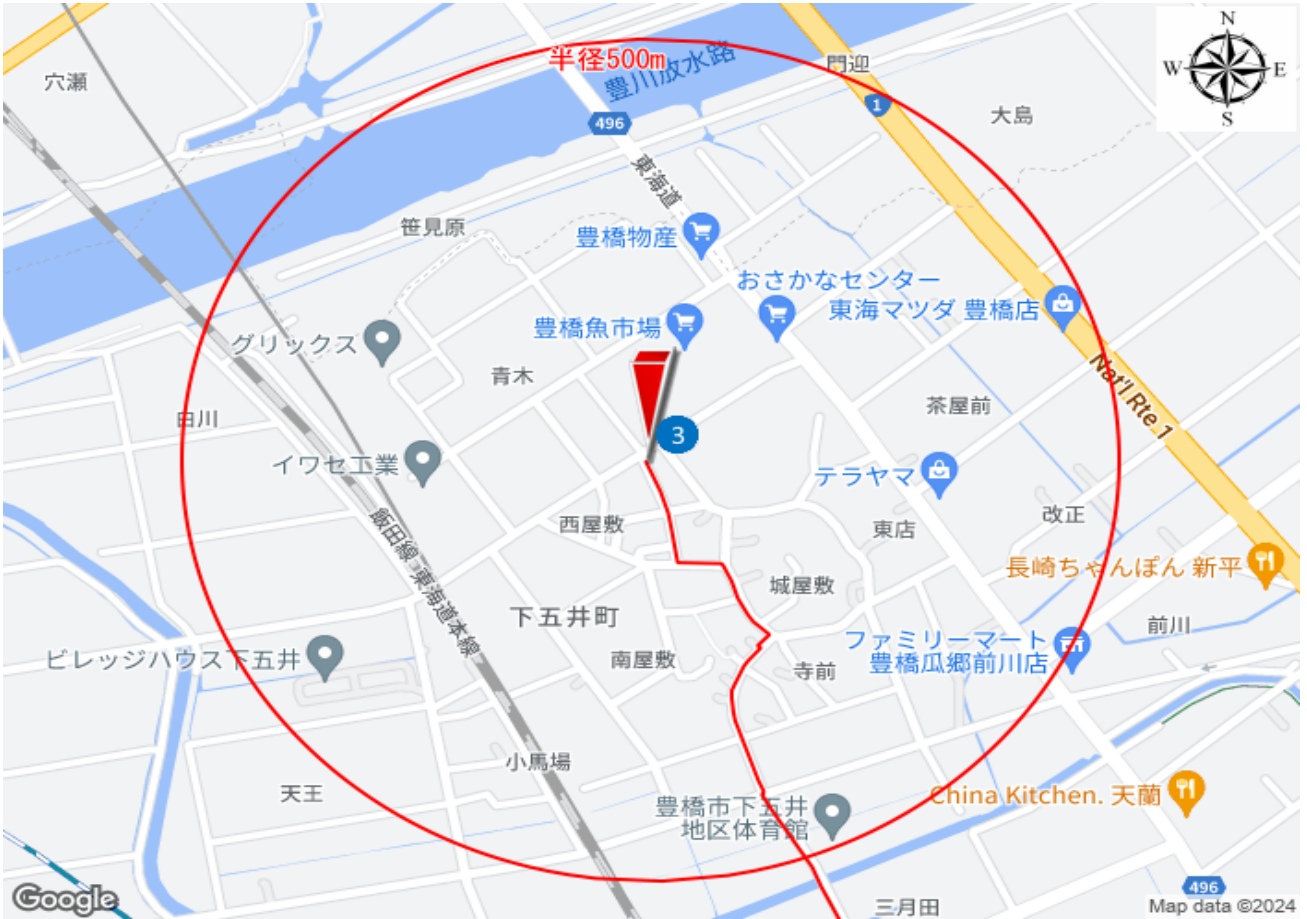 N
W E
S
半径500m
豊川放水路
門迎
穴瀬
1
大島
496
東海道
笹見原
豊橋物産
おさかなセンター
東海マツダ 豊橋店
豊橋魚市場
グリックス
青木
Nat'l Rte 1
茶屋前
白川
3
イワセ工業
テラヤマ
西屋敷
東店
改正
飯田線・東海道本線
長崎ちゃんぽん 新平
城屋敷
下五井町
前川
ファミリーマート
豊橋瓜郷前川店
ビレッジハウス下五井
南屋敷
寺前
小馬場
天王
豊橋市下五井
地区体育館
China Kitchen. 天蘭
496
三月田
Google
Map data ©2024